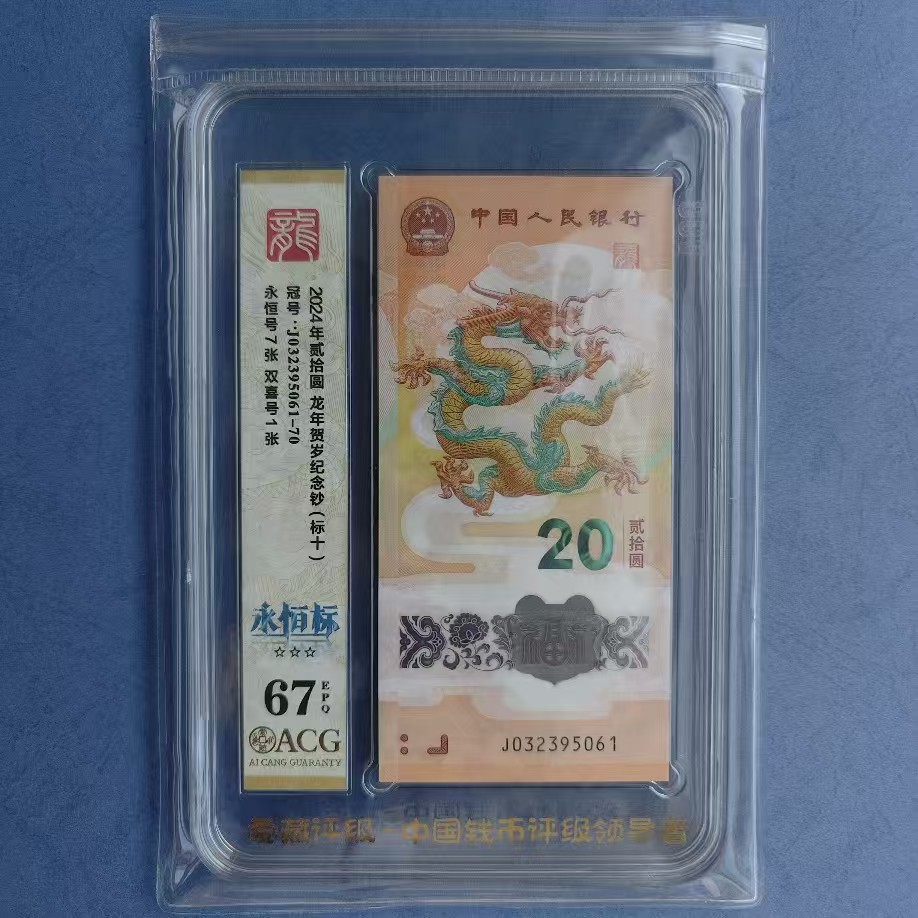 龍
2024年贰拾圆 龙年贺岁纪念钞(标十)
冠号:J032395061-70
永恒号7张 双喜号1张
永恒标
☆☆☆
67 EPQ
ACG
AI CANG GUARANTY
中国人民银行
龍
20
贰拾圆
福
J032395061
爱藏评级·中国钱币评级领导者